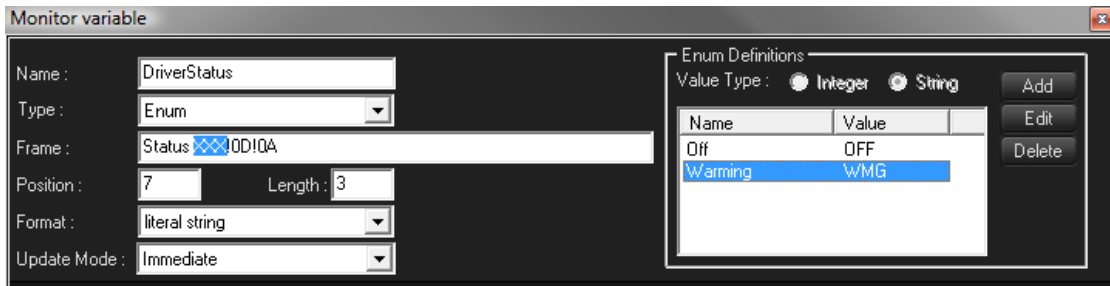 Monitor variable
Name : DriverStatus
Type : Enum
Frame : Status XXX!0D!0A
Position : 7 Length : 3
Format : literal string
Update Mode : Immediate
Enum Definitions
Value Type : Integer String
Name Value
Off OFF
Warming WMG
Add
Edit
Delete